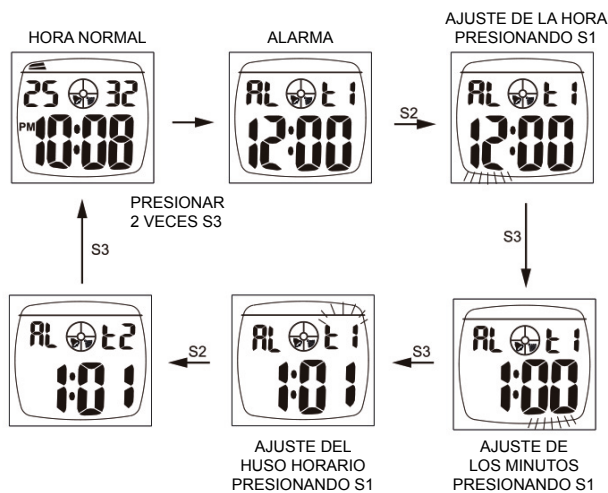 HORA NORMAL
25 32
PM 10:08
PRESIONAR
2 VECES S3
ALARMA
AL t1
12:00
S2
AJUSTE DE LA HORA
PRESIONANDO S1
AL t1
12:00
S3
AL t1
1:00
AJUSTE DE
LOS MINUTOS
PRESIONANDO S1
S3
AL t1
1:01
AJUSTE DEL
HUSO HORARIO
PRESIONANDO S1
S2
AL t2
1:01
S3